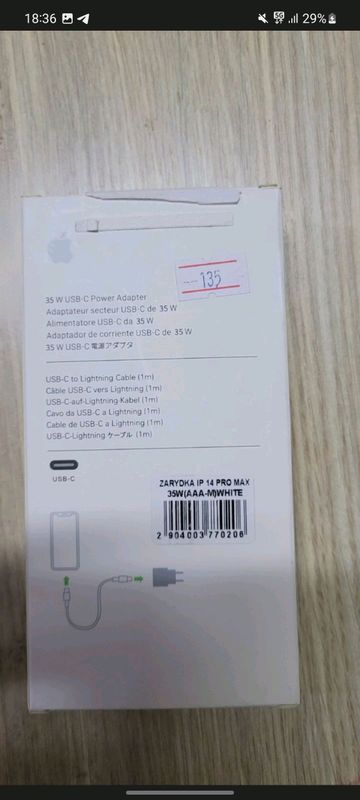 18:36
5G
29%
--- 135
35 W USB-C Power Adapter
Adaptateur secteur USB-C de 35 W
Alimentatore USB-C da 35 W
Adaptador de corriente USB-C de 35 W
35 W USB-C 電源アダプタ
USB-C to Lightning Cable (1m)
Câble USB-C vers Lightning (1m)
USB-C-auf-Lightning-Kabel (1m)
Cavo da USB-C a Lightning (1m)
Cable de USB-C a Lightning (1m)
USB-C-Lightning ケーブル (1m)
USB-C
ZARYDKA IP 14 PRO MAX
35W(AAA-M)WHITE
2 904003 770206